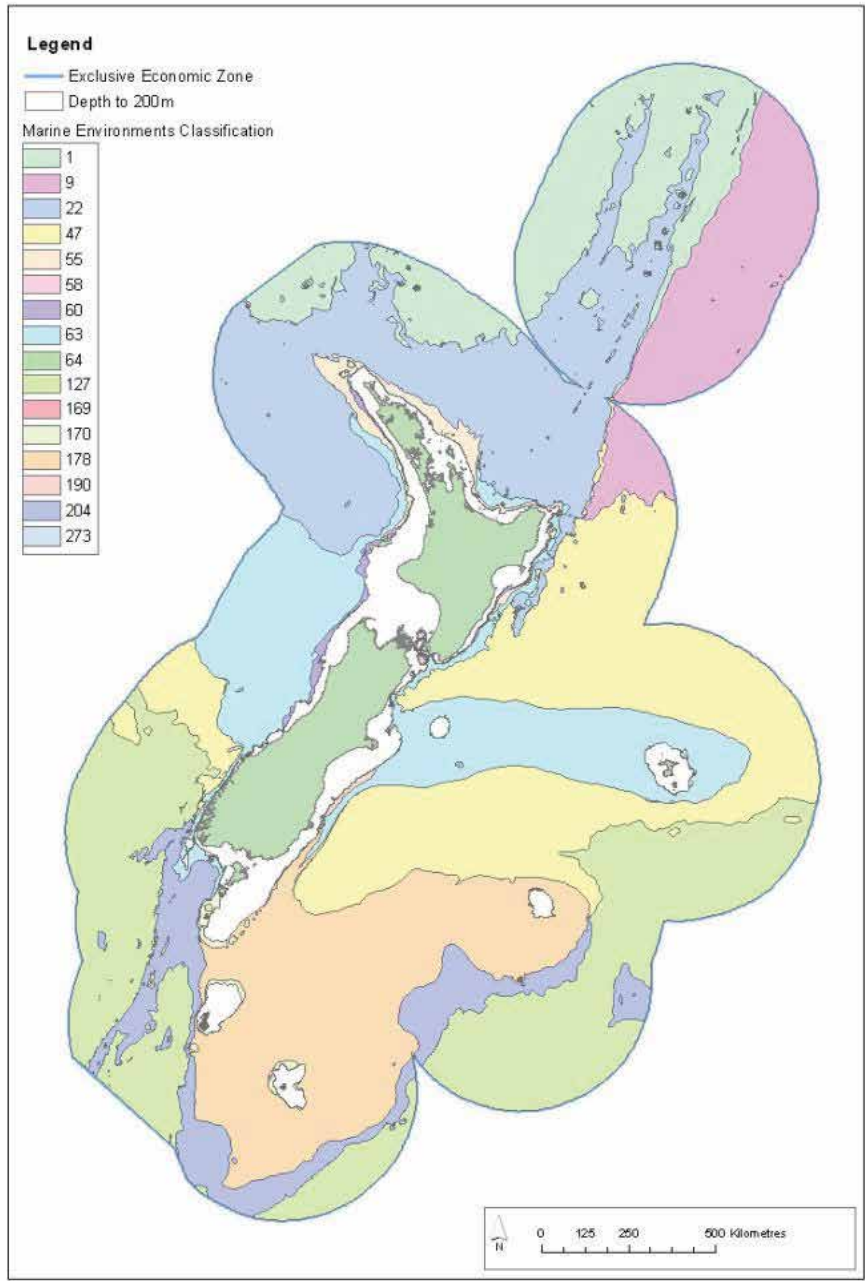 Legend
Exclusive Economic Zone
Depth to 200m
Marine Environments Classification
1
9
22
47
55
58
60
63
64
127
169
170
178
190
204
273
N
0 125 250 500 Kilometres